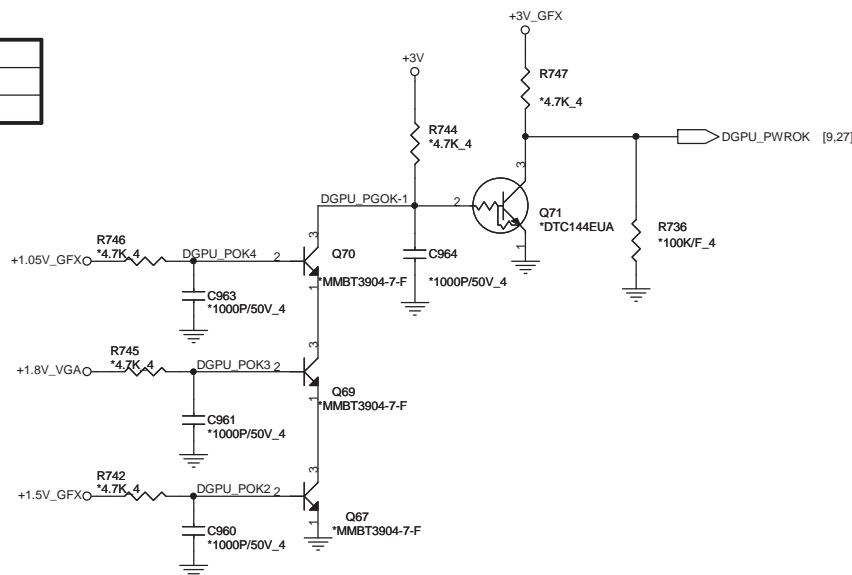 +3V_GFX
+3V
R747
*4.7K_4
R744
*4.7K_4
DGPU_PWROK [9,27]
3
DGPU_PGOK-1
2
Q71
*DTC144EUA
1
R736
*100K/F_4
R746
*4.7K_4
+1.05V_GFX
DGPU_POK4
2
3
Q70
*MMBT3904-7-F
1
C964
*1000P/50V_4
C963
*1000P/50V_4
R745
*4.7K_4
+1.8V_VGA
DGPU_POK3
2
3
Q69
*MMBT3904-7-F
1
C961
*1000P/50V_4
R742
*4.7K_4
+1.5V_GFX
DGPU_POK2
2
3
Q67
*MMBT3904-7-F
1
C960
*1000P/50V_4